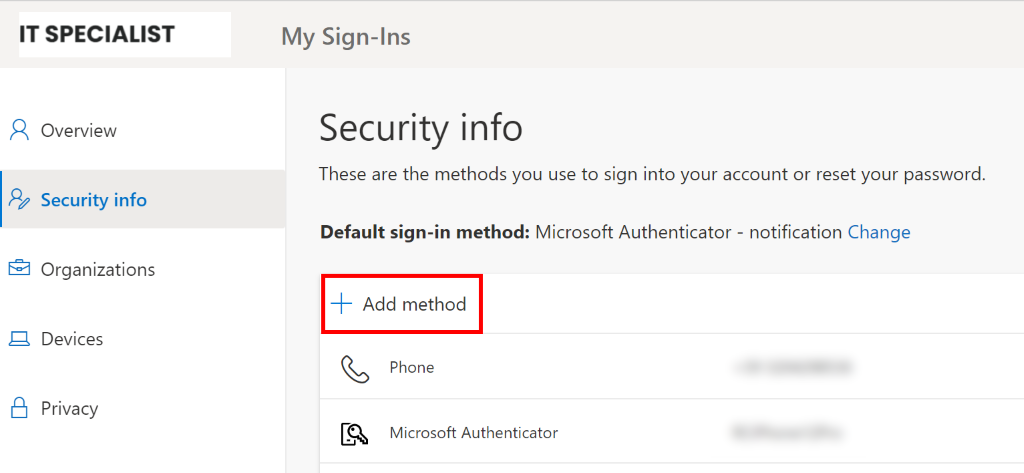 IT SPECIALIST
My Sign-Ins
Overview
Security info
Organizations
Devices
Privacy
Security info
These are the methods you use to sign into your account or reset your password.
Default sign-in method: Microsoft Authenticator - notification Change
Add method
Phone
Microsoft Authenticator